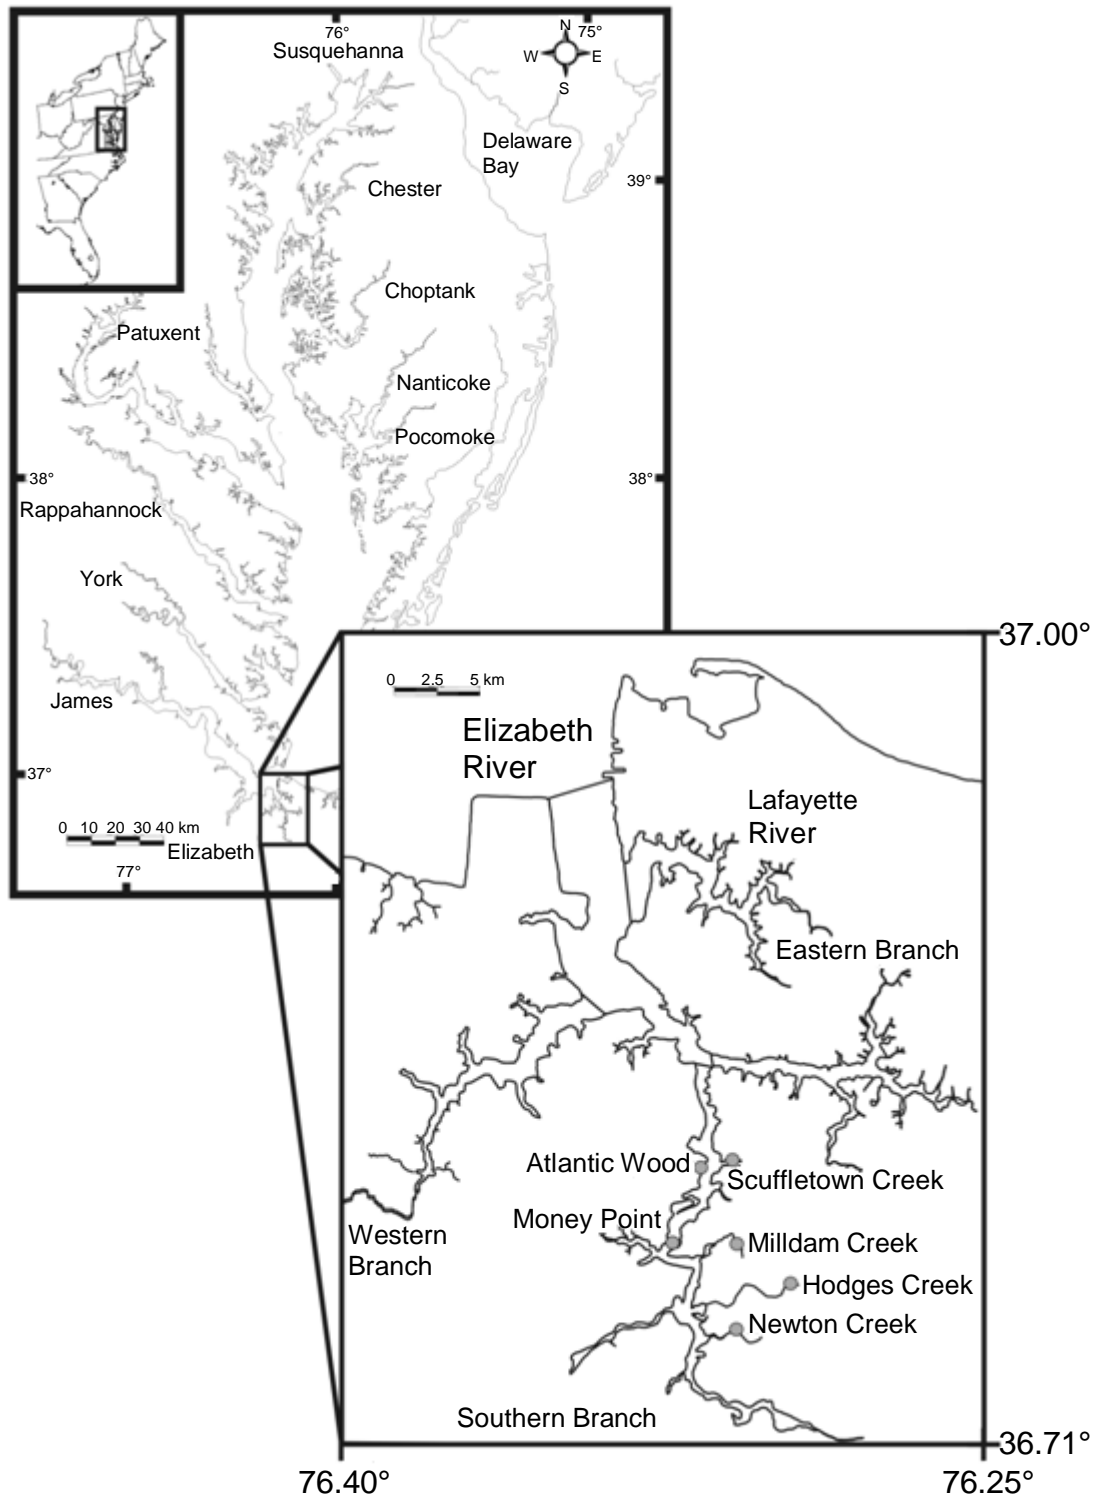 76°
75°
Susquehanna
N
W
E
S
Delaware
Bay
39°
Chester
Choptank
Patuxent
Nanticoke
Pocomoke
38°
38°
Rappahannock
York
James
37°
0 10 20 30 40 km
Elizabeth
77°
37.00°
0 2.5 5 km
Elizabeth
River
Lafayette
River
Eastern Branch
Atlantic Wood
Scuffletown Creek
Money Point
Western
Branch
Milldam Creek
Hodges Creek
Newton Creek
Southern Branch
36.71°
76.40°
76.25°